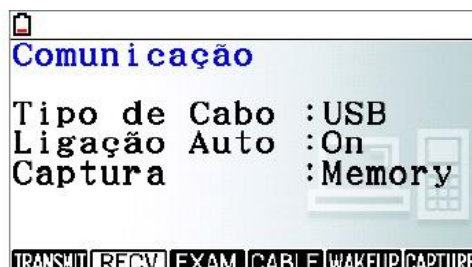 Comunicação
Tipo de Cabo :USB
Ligação Auto :On
Captura :Memory
TRANSMIT RECV EXAM CABLE WAKEUP CAPTURE